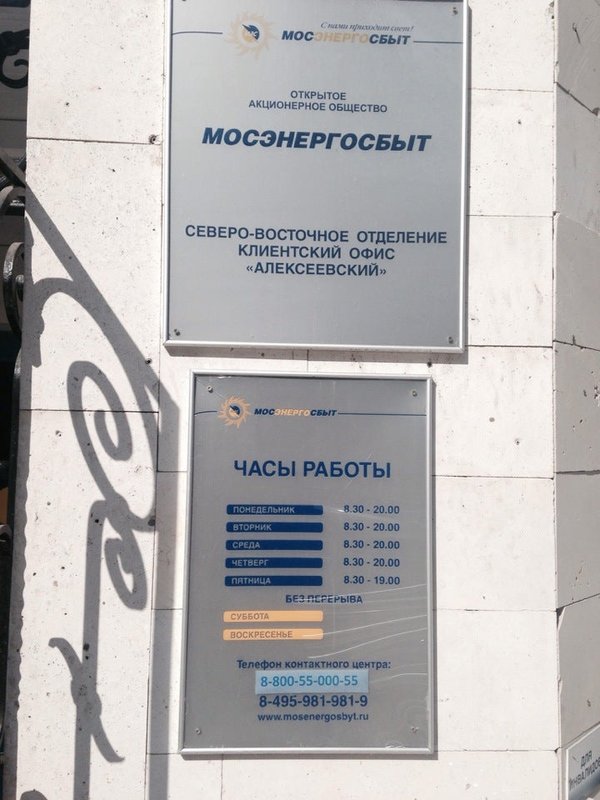 С нами приходит свет!
МОСЭНЕРГОСБЫТ
ОТКРЫТОЕ
АКЦИОНЕРНОЕ ОБЩЕСТВО
МОСЭНЕРГОСБЫТ
СЕВЕРО-ВОСТОЧНОЕ ОТДЕЛЕНИЕ
КЛИЕНТСКИЙ ОФИС
«АЛЕКСЕЕВСКИЙ»
МОСЭНЕРГОСБЫТ
ЧАСЫ РАБОТЫ
ПОНЕДЕЛЬНИК 8.30 - 20.00
ВТОРНИК 8.30 - 20.00
СРЕДА 8.30 - 20.00
ЧЕТВЕРГ 8.30 - 20.00
ПЯТНИЦА 8.30 - 19.00
БЕЗ ПЕРЕРЫВА
СУББОТА
ВОСКРЕСЕНЬЕ
Телефон контактного центра:
8-800-55-000-55
8-495-981-981-9
www.mosenergosbyt.ru
ДЛЯ
ИНВАЛИДОВ